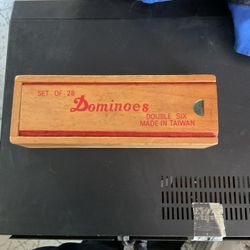 SET OF 28
Dominoes
DOUBLE SIX
MADE IN TAIWAN